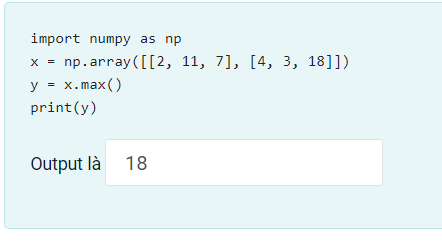 import numpy as np
x = np.array([[2, 11, 7], [4, 3, 18]])
y = x.max()
print(y)
Output là 18